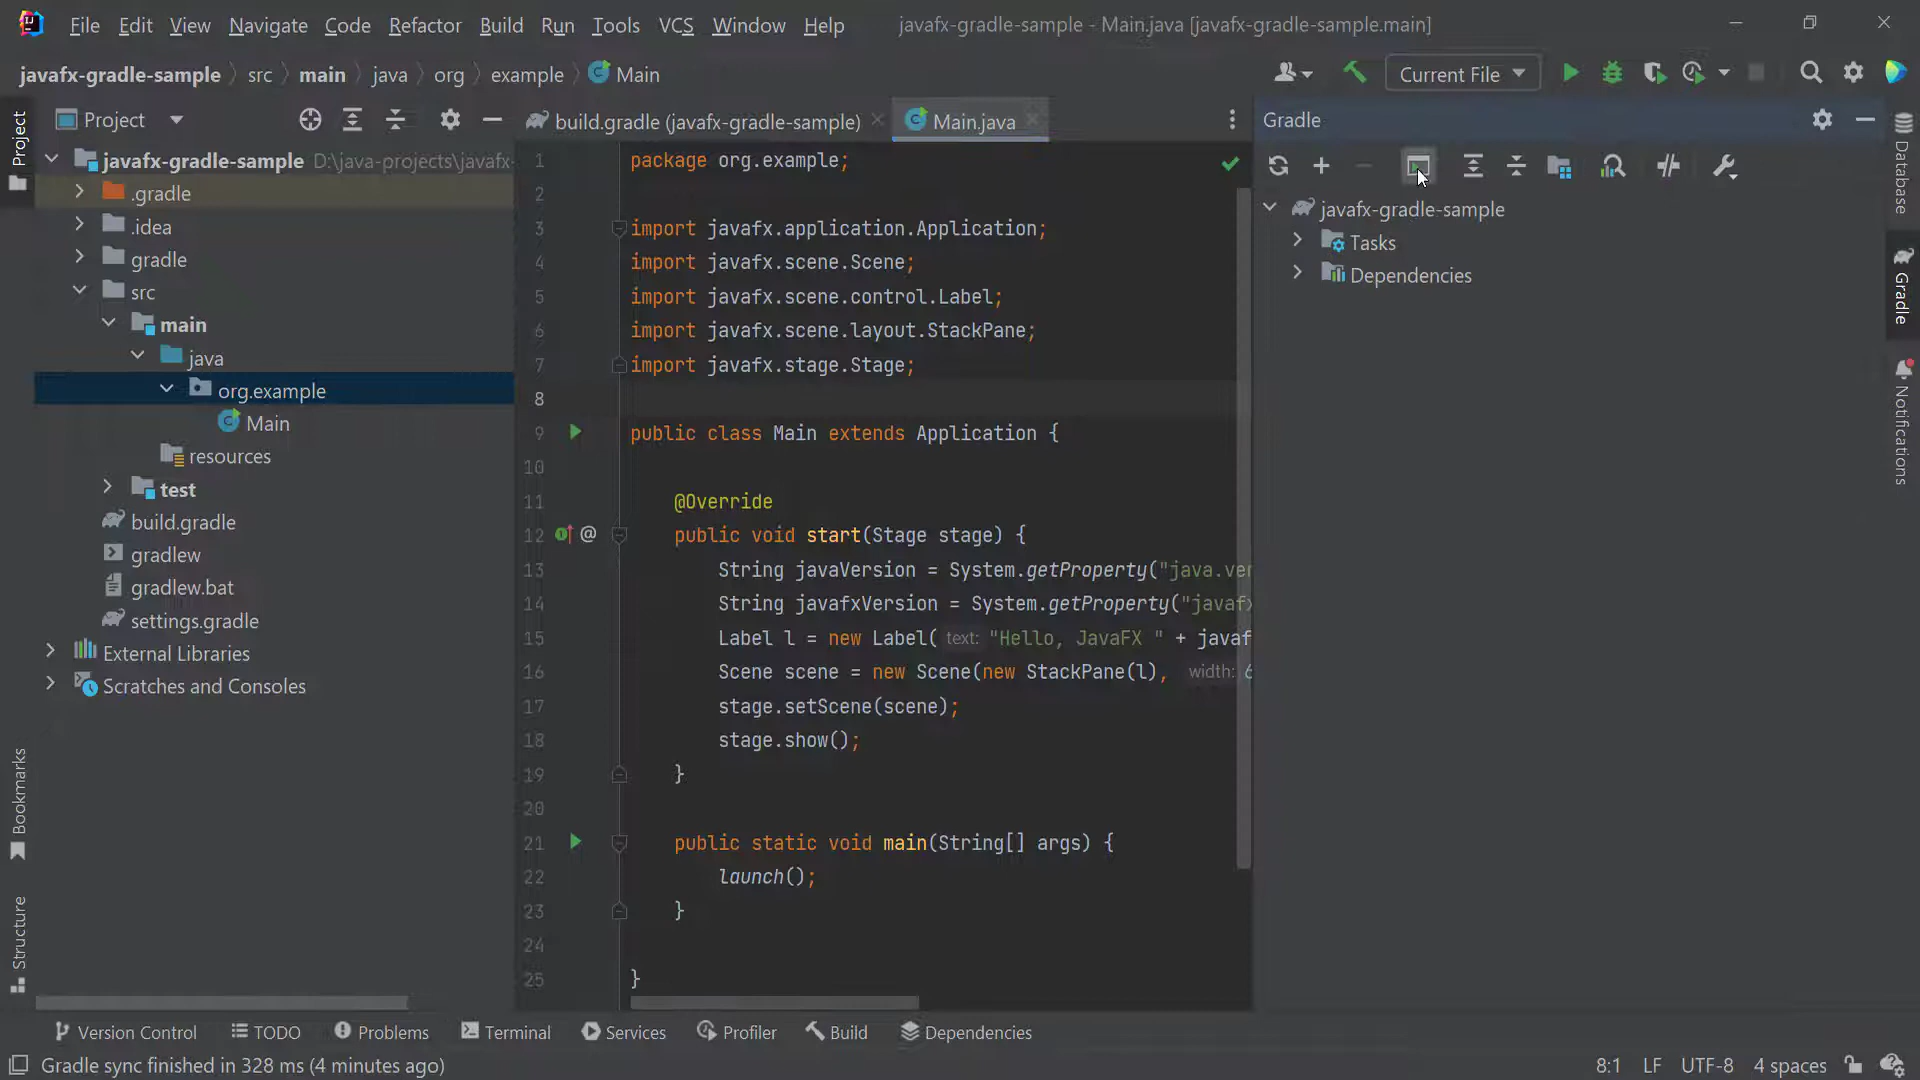 File Edit View Navigate Code Refactor Build Run Tools VCS Window Help javafx-gradle-sample - Main.java [javafx-gradle-sample.main]
javafx-gradle-sample src main java org example Main Current File
Project
build.gradle (javafx-gradle-sample) Main.java
Gradle
javafx-gradle-sample D:\java-projects\javafx-
.gradle
.idea
gradle
src
main
java
org.example
Main
resources
test
build.gradle
gradlew
gradlew.bat
settings.gradle
External Libraries
Scratches and Consoles
1 package org.example;
2
3 import javafx.application.Application;
4 import javafx.scene.Scene;
5 import javafx.scene.control.Label;
6 import javafx.scene.layout.StackPane;
7 import javafx.stage.Stage;
8
9 public class Main extends Application {
10
11 @Override
12 @ public void start(Stage stage) {
13 String javaVersion = System.getProperty("java.ver
14 String javafxVersion = System.getProperty("javafx
15 Label l = new Label( text: "Hello, JavaFX " + javaf
16 Scene scene = new Scene(new StackPane(l), width: 6
17 stage.setScene(scene);
18 stage.show();
19 }
20
21 public static void main(String[] args) {
22 launch();
23 }
24
25 }
javafx-gradle-sample
Tasks
Dependencies
Project
Bookmarks
Structure
Database
Gradle
Notifications
Version Control TODO Problems Terminal Services Profiler Build Dependencies
Gradle sync finished in 328 ms (4 minutes ago) 8:1 LF UTF-8 4 spaces